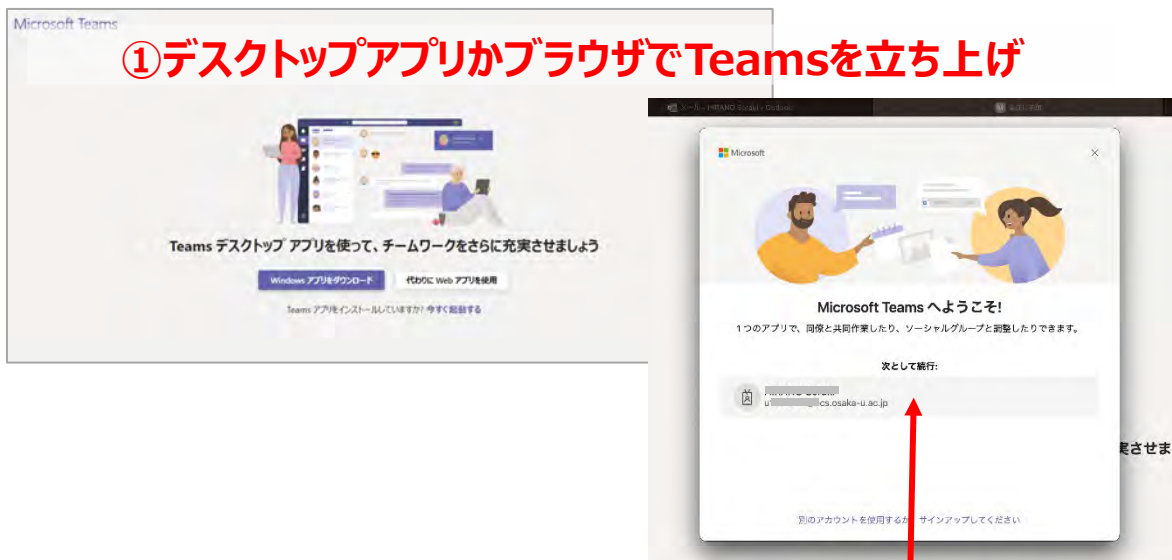 Microsoft Teams
①デスクトップアプリかブラウザでTeamsを立ち上げ
Teams デスクトップ アプリを使って、チームワークをさらに充実させましょう
Windows アプリをダウンロード
代わりに Web アプリを使用
Teams アプリをインストールしていますか? 今すぐ起動する
Microsoft
Microsoft Teams へようこそ!
1つのアプリで、同僚と共同作業したり、ソーシャルグループと調整したりできます。
次として続行:
cs.osaka-u.ac.jp
実させま
別のアカウントを使用するか、サインアップしてください